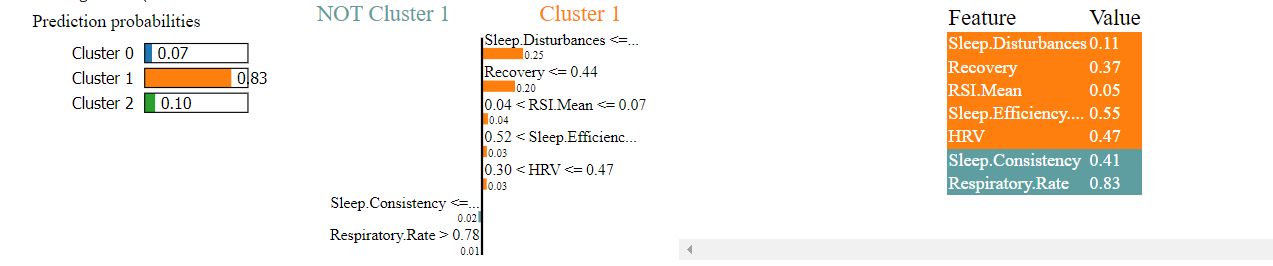 Prediction probabilities
Cluster 0 0.07
Cluster 1 0.83
Cluster 2 0.10
NOT Cluster 1
Cluster 1
Sleep.Disturbances <=...
0.25
Recovery <= 0.44
0.20
0.04 < RSI.Mean <= 0.07
0.04
0.52 < Sleep.Efficienc...
0.03
0.30 < HRV <= 0.47
0.03
Sleep.Consistency <=...
0.02
Respiratory.Rate > 0.78
0.01
Feature Value
Sleep.Disturbances 0.11
Recovery 0.37
RSI.Mean 0.05
Sleep.Efficiency.... 0.55
HRV 0.47
Sleep.Consistency 0.41
Respiratory.Rate 0.83